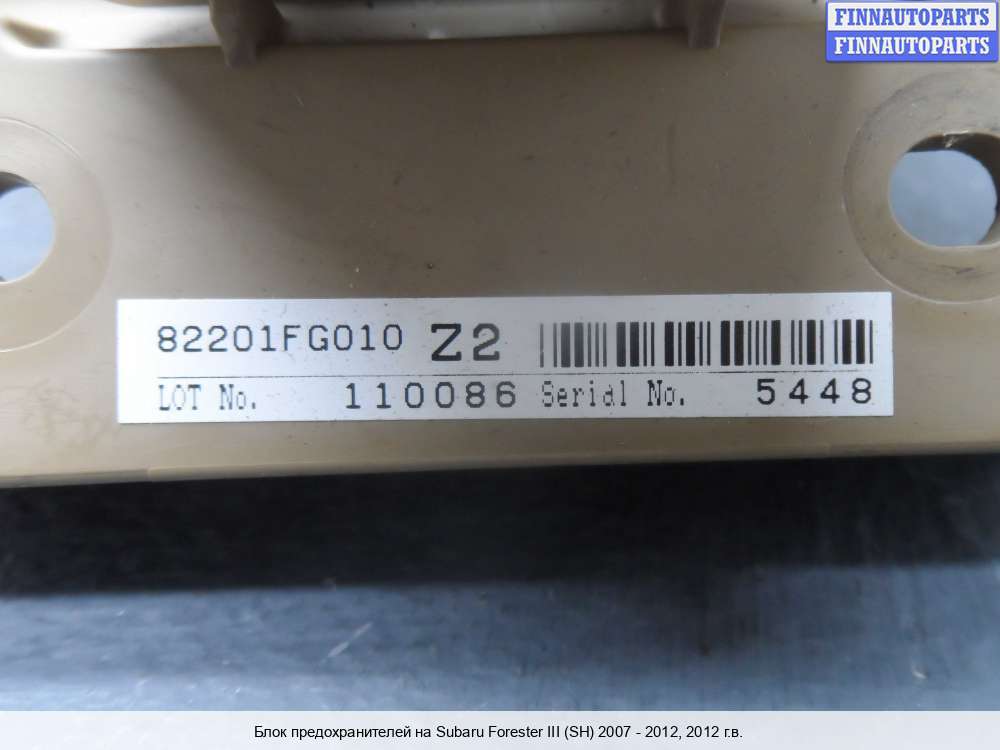 FINNAUTOPARTS
FINNAUTOPARTS
82201FG010 Z2
LOT No. 110086 Serial No. 5448
Блок предохранителей на Subaru Forester III (SH) 2007 - 2012, 2012 г.в.